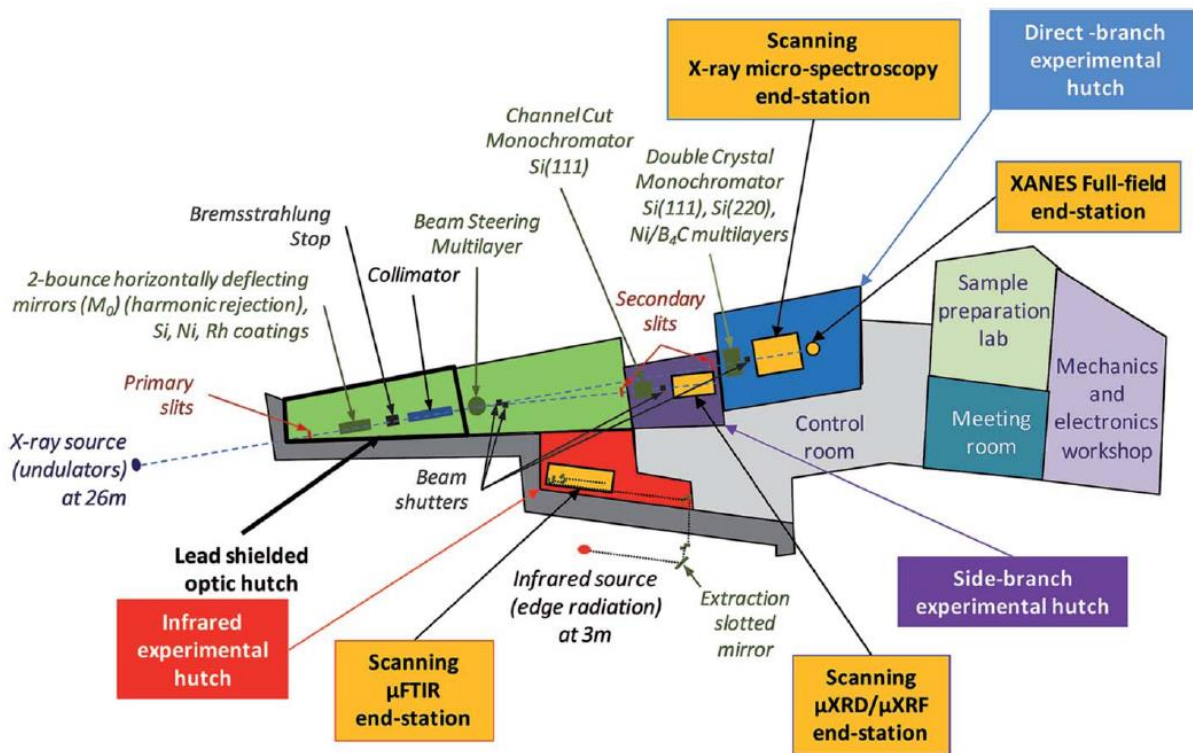 Scanning
X-ray micro-spectroscopy
end-station
Direct -branch
experimental
hutch
Channel Cut
Monochromator
Si(111)
Double Crystal
Monochromator
Si(111), Si(220),
Ni/B₄C multilayers
XANES Full-field
end-station
Bremsstrahlung
Stop
Beam Steering
Multilayer
Collimator
2-bounce horizontally deflecting
mirrors (M₀) (harmonic rejection),
Si, Ni, Rh coatings
Secondary
slits
Sample
preparation
lab
Primary
slits
Mechanics
and
electronics
workshop
Meeting
room
Control
room
X-ray source
(undulators)
at 26m
Beam
shutters
Lead shielded
optic hutch
Infrared source
(edge radiation)
at 3m
Extraction
slotted
mirror
Side-branch
experimental hutch
Infrared
experimental
hutch
Scanning
µFTIR
end-station
Scanning
µXRD/µXRF
end-station